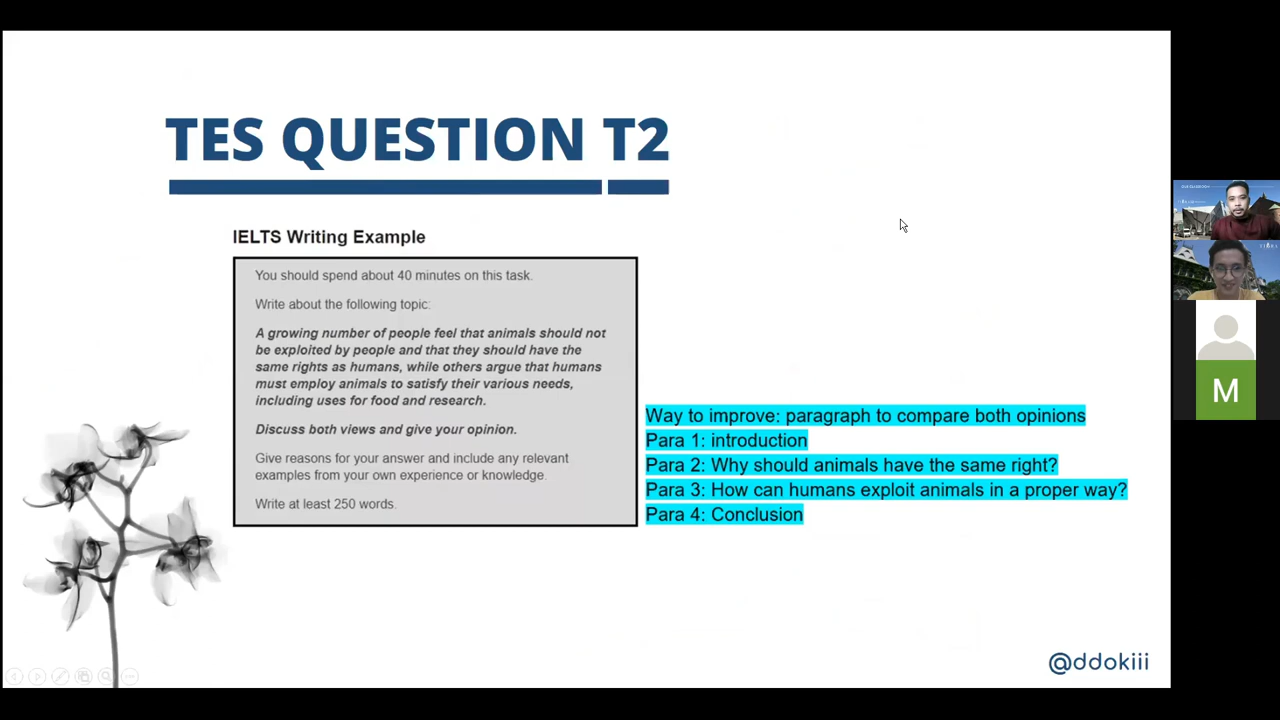 TES QUESTION T2
IELTS Writing Example
You should spend about 40 minutes on this task.
Write about the following topic:
A growing number of people feel that animals should not
be exploited by people and that they should have the
same rights as humans, while others argue that humans
must employ animals to satisfy their various needs,
including uses for food and research.
Discuss both views and give your opinion.
Give reasons for your answer and include any relevant
examples from your own experience or knowledge.
Write at least 250 words.
Way to improve: paragraph to compare both opinions
Para 1: introduction
Para 2: Why should animals have the same right?
Para 3: How can humans exploit animals in a proper way?
Para 4: Conclusion
@ddokiii
M